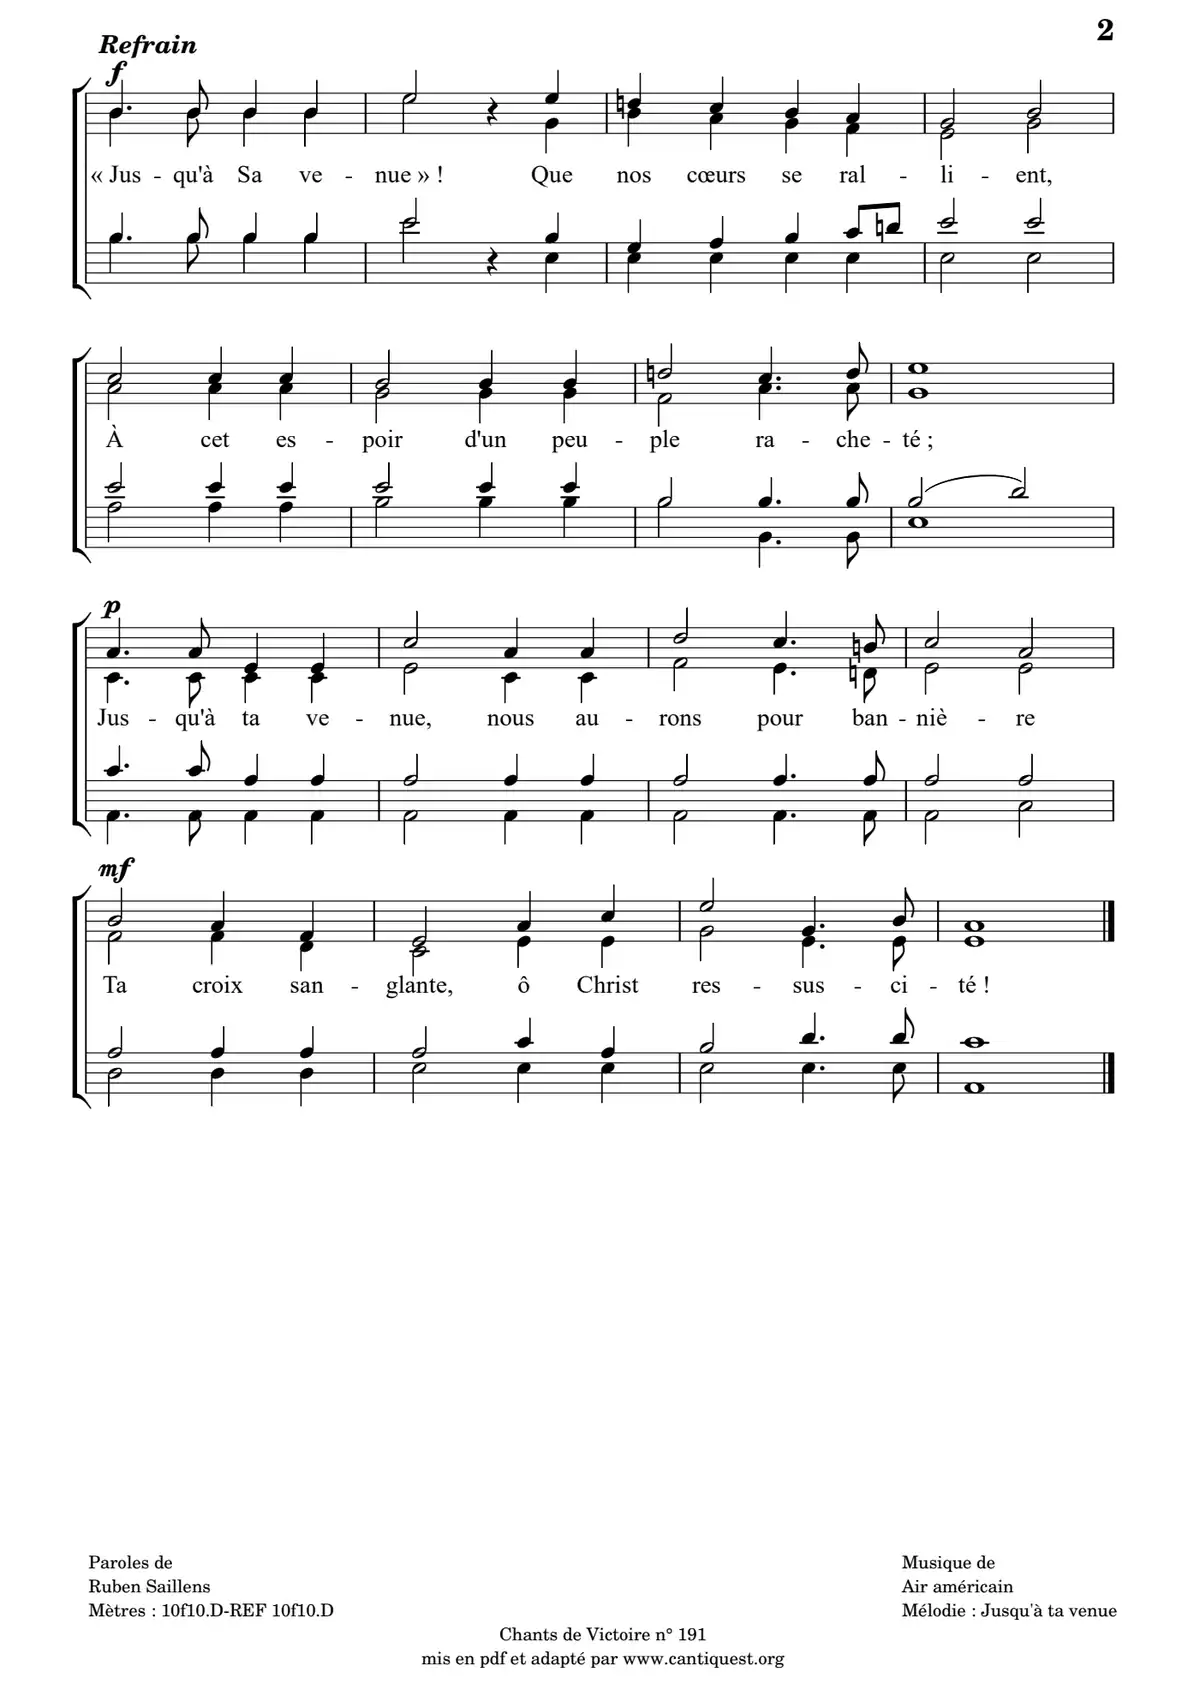 2
Refrain
f
« Jus - qu'à Sa ve - nue » ! Que nos cœurs se ral - li - ent,
À cet es - poir d'un peu - ple ra - che - té ;
p
Jus - qu'à ta ve - nue, nous au - rons pour ban - niè - re
mf
Ta croix san - glante, ô Christ res - sus - ci - té !
Paroles de
Ruben Saillens
Mètres : 10f10.D-REF 10f10.D
Musique de
Air américain
Mélodie : Jusqu'à ta venue
Chants de Victoire n° 191
mis en pdf et adapté par www.cantiquest.org